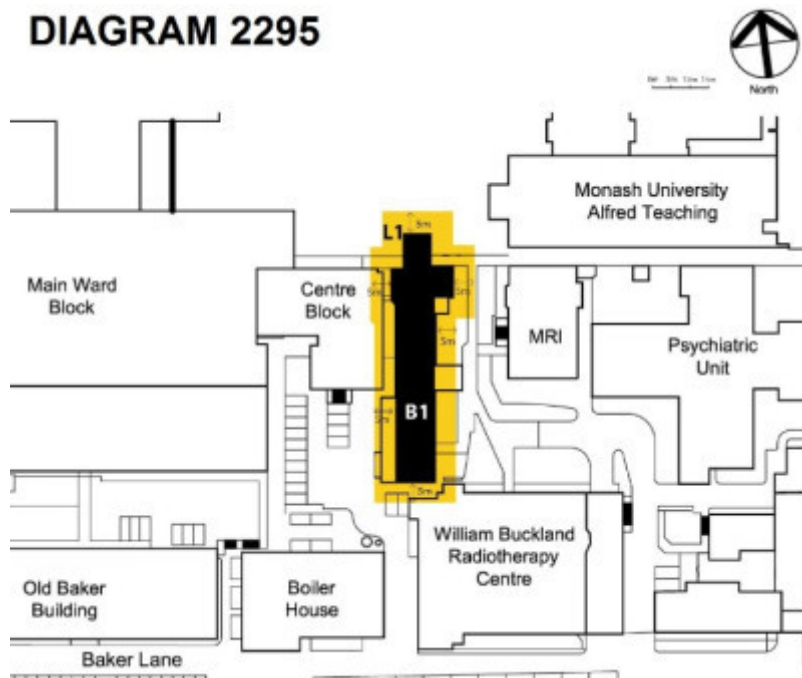 DIAGRAM 2295
North
Monash University
Alfred Teaching
L1
5m
Main Ward
Block
Centre
Block
5m
5m
MRI
Psychiatric
Unit
5m
B1
5m
5m
William Buckland
Radiotherapy
Centre
Old Baker
Building
Boiler
House
Baker Lane